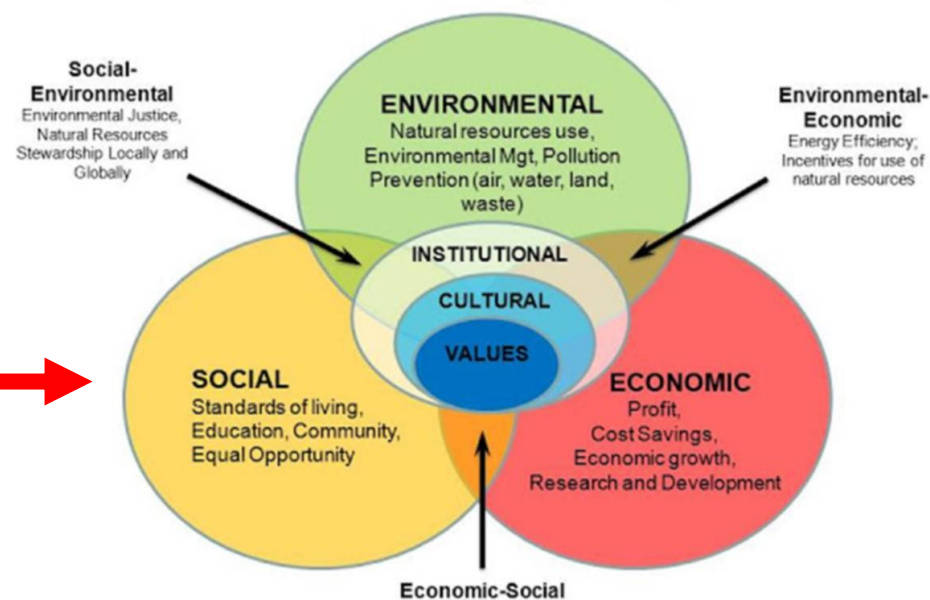 Social-
Environmental
Environmental Justice,
Natural Resources
Stewardship Locally and
Globally
ENVIRONMENTAL
Natural resources use,
Environmental Mgt, Pollution
Prevention (air, water, land,
waste)
Environmental-
Economic
Energy Efficiency;
Incentives for use of
natural resources
INSTITUTIONAL
CULTURAL
VALUES
SOCIAL
Standards of living,
Education, Community,
Equal Opportunity
ECONOMIC
Profit,
Cost Savings,
Economic growth,
Research and Development
Economic-Social